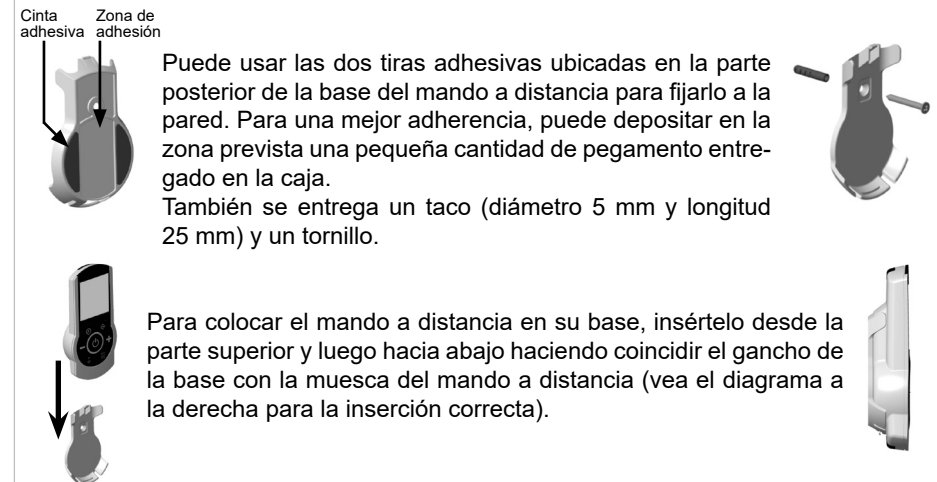 Cinta
adhesiva
Zona de
adhesión
Puede usar las dos tiras adhesivas ubicadas en la parte
posterior de la base del mando a distancia para fijarlo a la
pared. Para una mejor adherencia, puede depositar en la
zona prevista una pequeña cantidad de pegamento entre-
gado en la caja.
También se entrega un taco (diámetro 5 mm y longitud
25 mm) y un tornillo.
Para colocar el mando a distancia en su base, insértelo desde la
parte superior y luego hacia abajo haciendo coincidir el gancho de
la base con la muesca del mando a distancia (vea el diagrama a
la derecha para la inserción correcta).